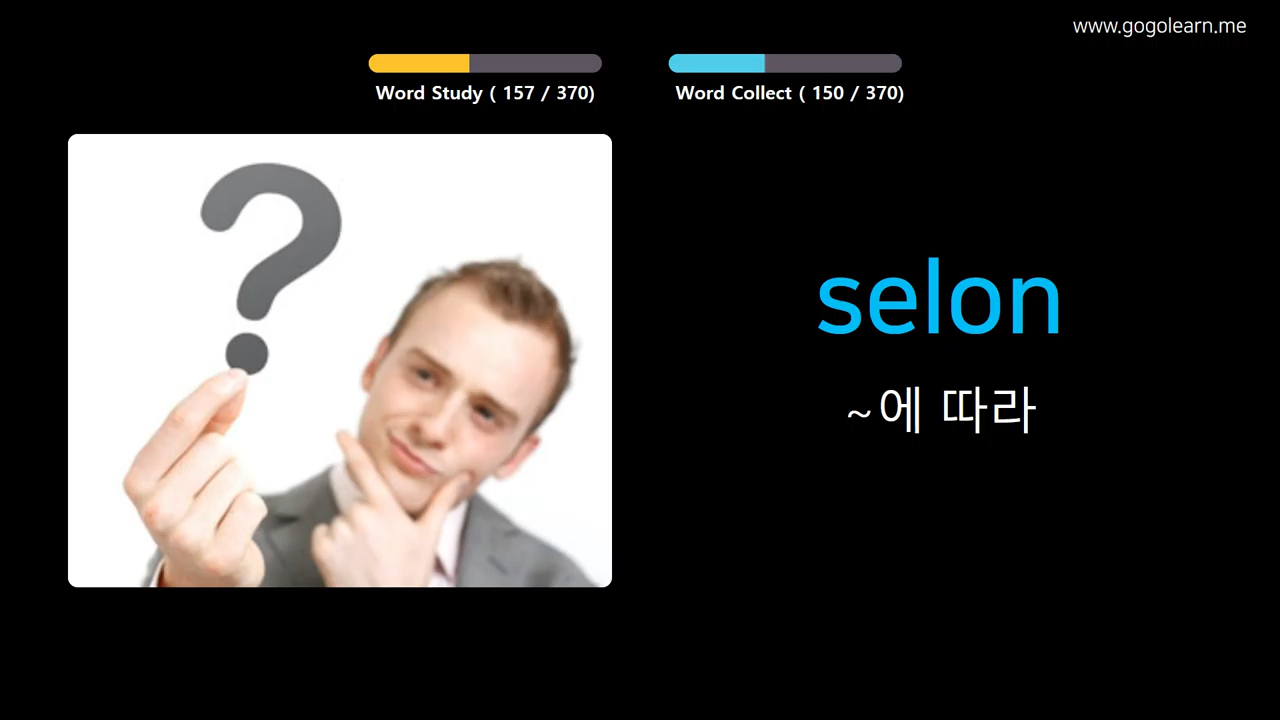 www.gogolearn.me
Word Study ( 157 / 370)
Word Collect ( 150 / 370)
?
selon
~에 따라